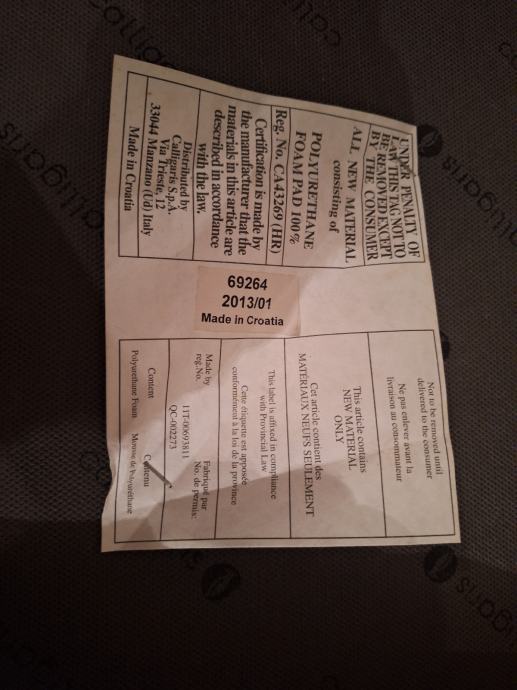 UNDER PENALTY OF
LAW THIS TAG NOT TO
BE REMOVED EXCEPT
BY THE CONSUMER
ALL NEW MATERIAL
consisting of
POLYURETHANE
FOAM PAD 100%
Reg. No. CA43269 (HR)
Certification is made by
the manufacturer that the
materials in this article are
described in accordance
with the law.
Distributed by
Calligaris S.p.A.
Via Trieste, 12
33044 Manzano (Ud) Italy
Made in Croatia
69264
2013/01
Made in Croatia
Not to be removed until
delivered to the consumer
Ne pas enlever avant la
livraison au consommateur
This article contains
NEW MATERIAL
ONLY
Cet article contient des
MATÉRIAUX NEUFS SEULEMENT
This label is affixed in compliance
with Provincial Law
Cette étiquette est apposée
conformément à la loi de la province
Made by Fabriqué par
reg.No. No. de permis:
11T-00693811
QC-002273
Content Contenu
Polyurethane Foam Mousse de Polyuréthane
calligaris
calligaris
calligaris